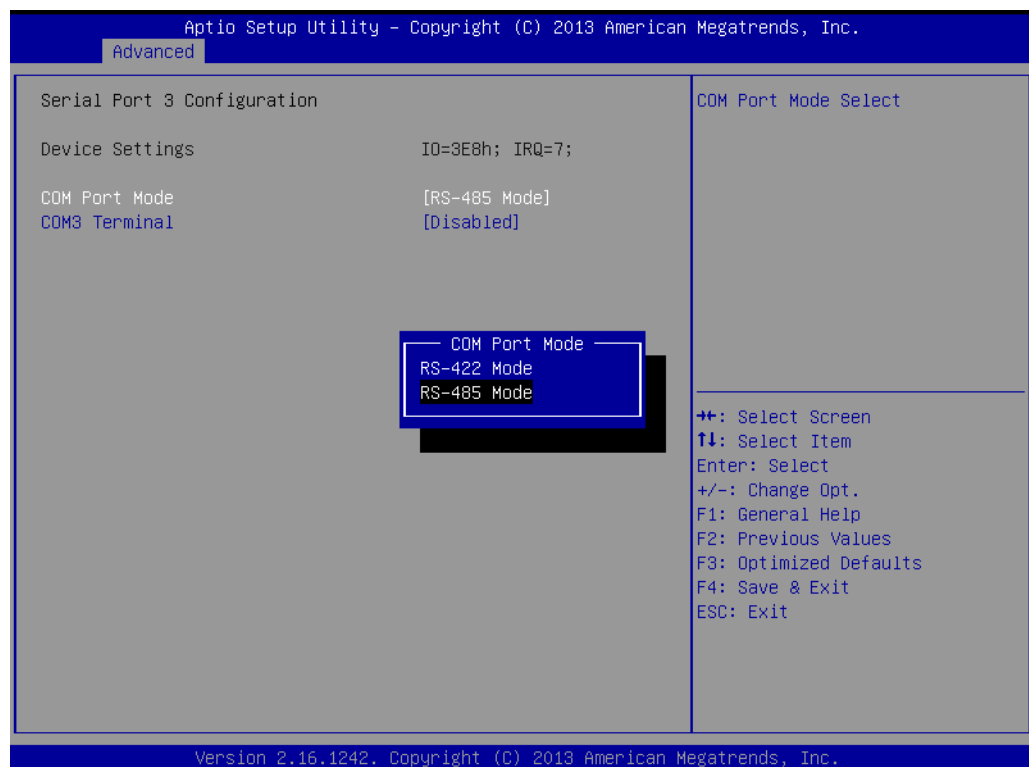 Aptio Setup Utility – Copyright (C) 2013 American Megatrends, Inc.
Advanced
Serial Port 3 Configuration
Device Settings IO=3E8h; IRQ=7;
COM Port Mode [RS-485 Mode]
COM3 Terminal [Disabled]
COM Port Mode
RS-422 Mode
RS-485 Mode
COM Port Mode Select
→←: Select Screen
↑↓: Select Item
Enter: Select
+/-: Change Opt.
F1: General Help
F2: Previous Values
F3: Optimized Defaults
F4: Save & Exit
ESC: Exit
Version 2.16.1242. Copyright (C) 2013 American Megatrends, Inc.